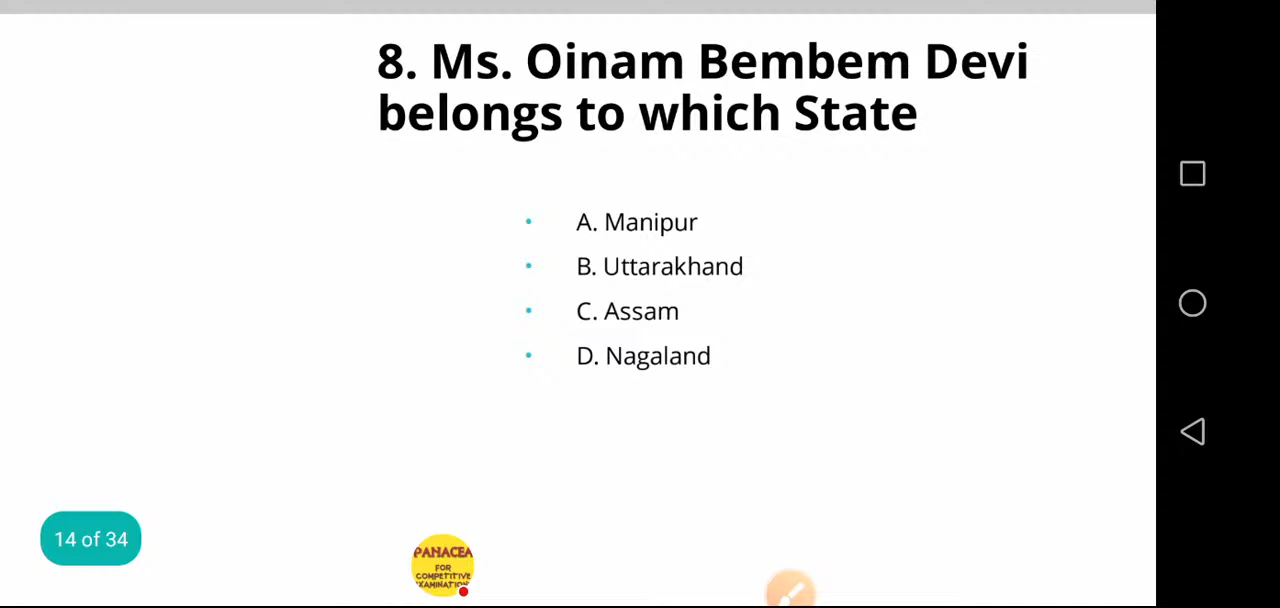 8. Ms. Oinam Bembem Devi
belongs to which State
• A. Manipur
• B. Uttarakhand
• C. Assam
• D. Nagaland
14 of 34
PANACEA
FOR
COMPETITIVE
EXAMINATION